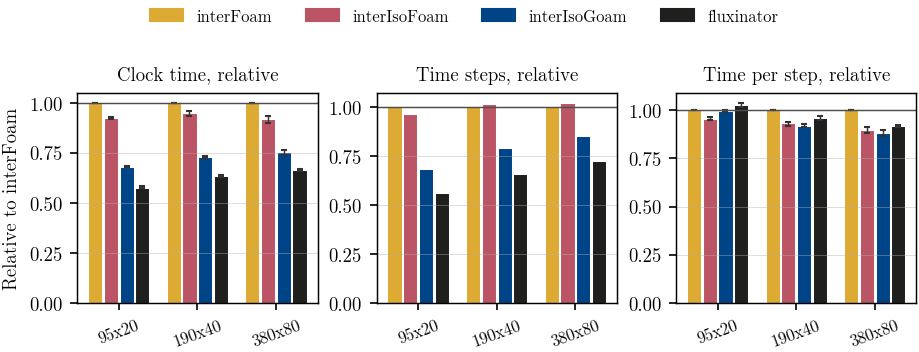 interFoam interIsoFoam interIsoGoam fluxinator
Clock time, relative
Time steps, relative
Time per step, relative
Relative to interFoam
1.00
0.75
0.50
0.25
0.00
95x20 190x40 380x80
1.00
0.75
0.50
0.25
0.00
95x20 190x40 380x80
1.00
0.75
0.50
0.25
0.00
95x20 190x40 380x80